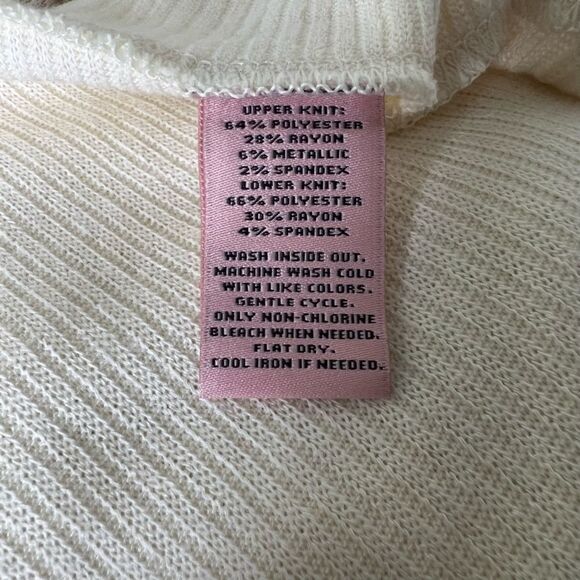 UPPER KNIT:
64% POLYESTER
28% RAYON
6% METALLIC
2% SPANDEX
LOWER KNIT:
66% POLYESTER
30% RAYON
4% SPANDEX
WASH INSIDE OUT.
MACHINE WASH COLD
WITH LIKE COLORS.
GENTLE CYCLE.
ONLY NON-CHLORINE
BLEACH WHEN NEEDED.
FLAT DRY.
COOL IRON IF NEEDED.